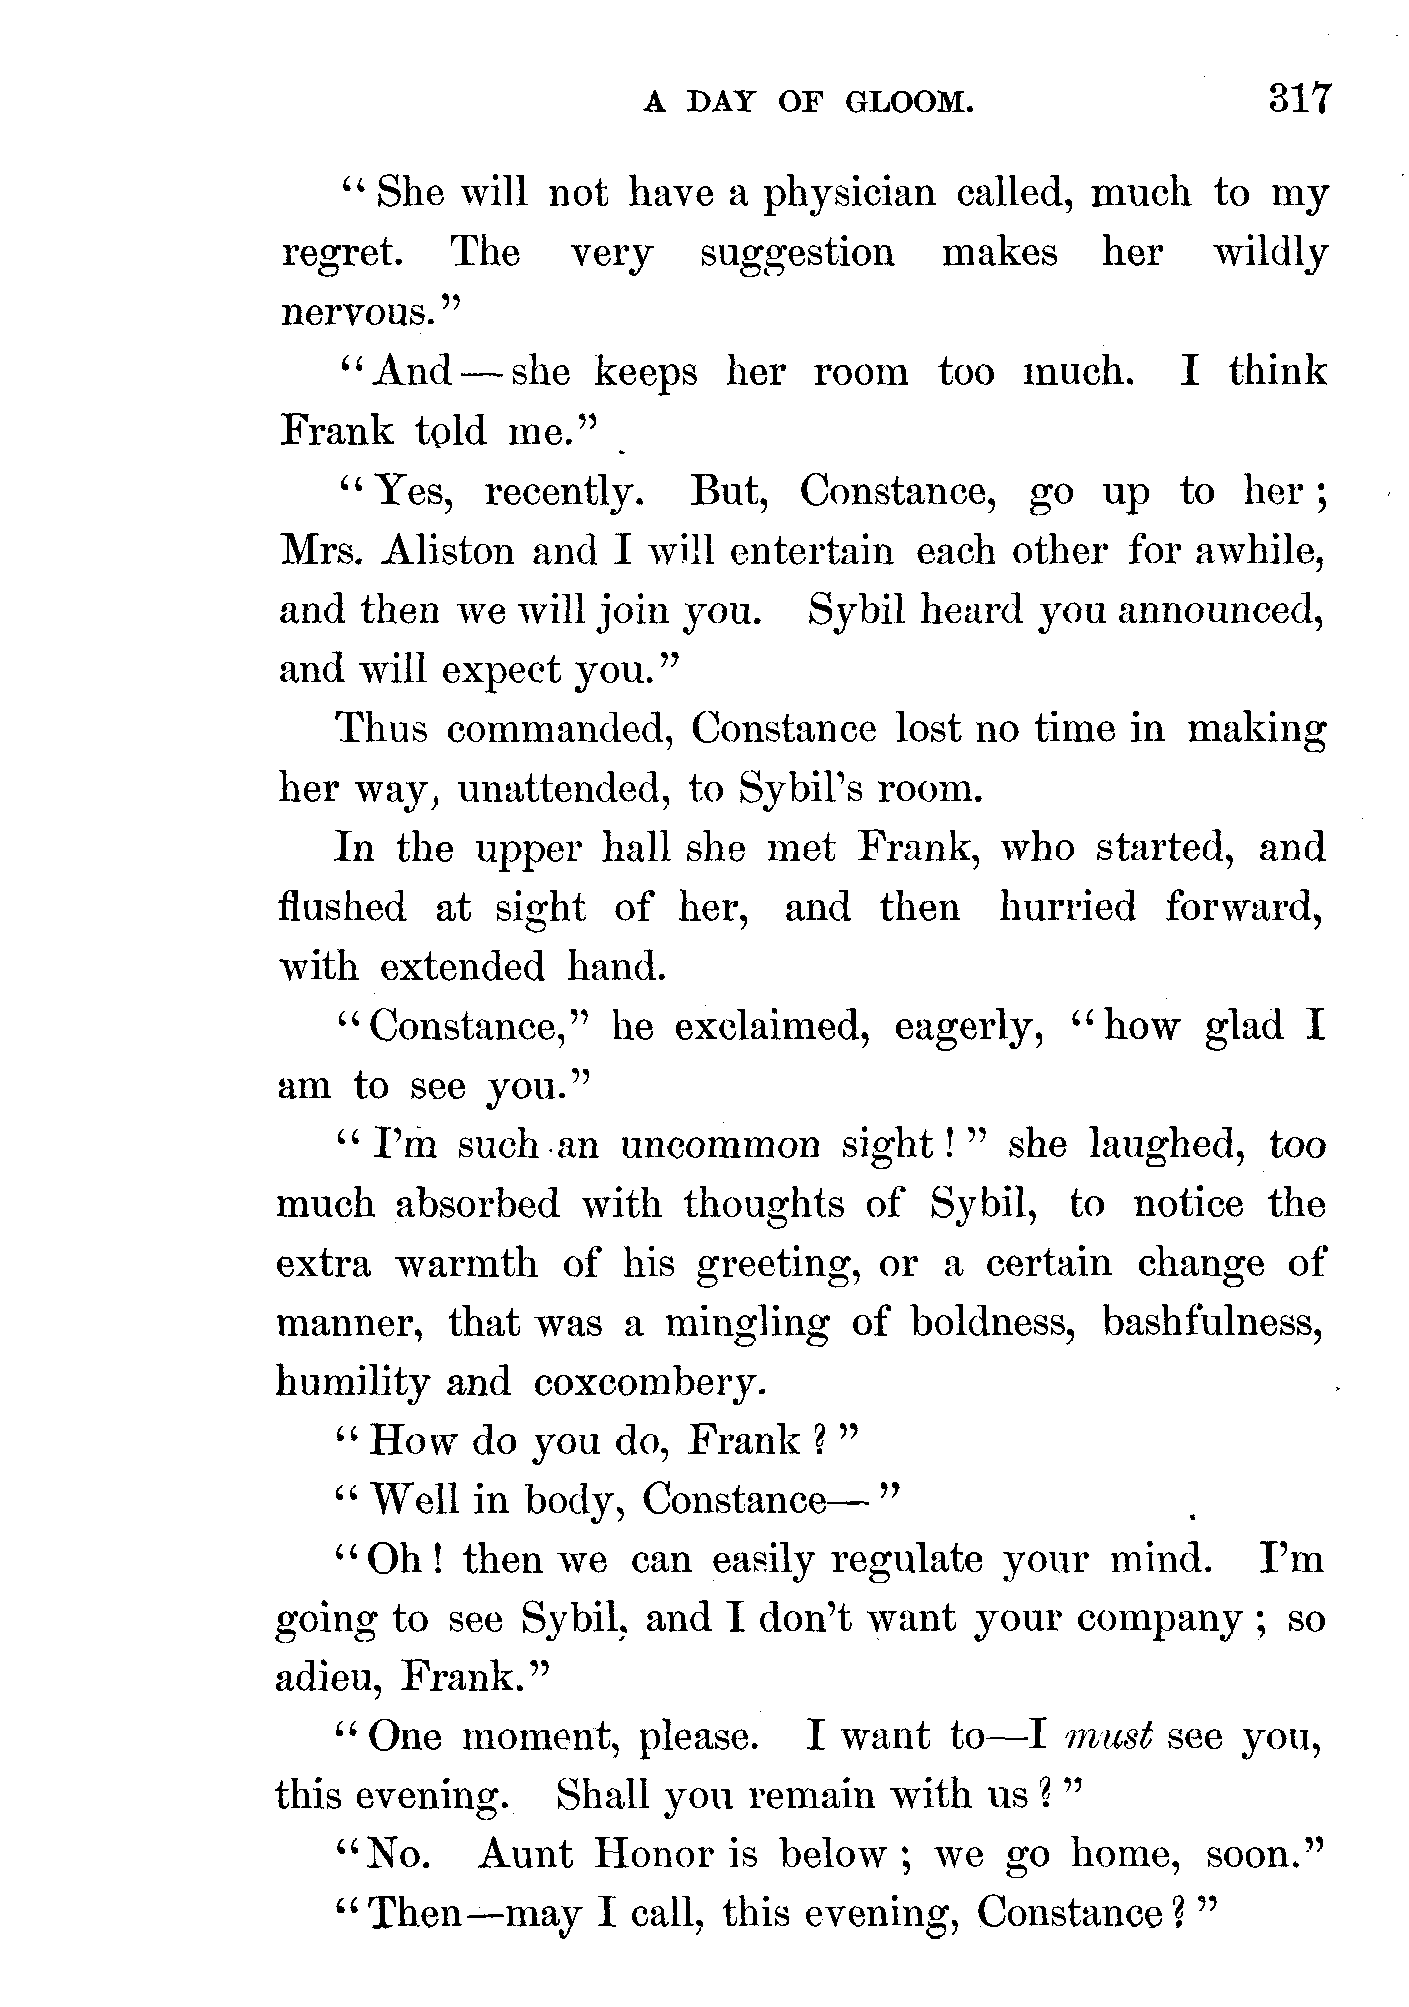 A DAY OF GLOOM. 317
“She will not have a physician called, much to my
regret. The very suggestion makes her wildly
nervous.”
“And—she keeps her room too much. I think
Frank told me.”
“Yes, recently. But, Constance, go up to her;
Mrs. Aliston and I will entertain each other for awhile,
and then we will join you. Sybil heard you announced,
and will expect you.”
Thus commanded, Constance lost no time in making
her way, unattended, to Sybil’s room.
In the upper hall she met Frank, who started, and
flushed at sight of her, and then hurried forward,
with extended hand.
“Constance,” he exclaimed, eagerly, “how glad I
am to see you.”
“I’m such an uncommon sight!” she laughed, too
much absorbed with thoughts of Sybil, to notice the
extra warmth of his greeting, or a certain change of
manner, that was a mingling of boldness, bashfulness,
humility and coxcombery.
“How do you do, Frank?”
“Well in body, Constance—”
“Oh! then we can easily regulate your mind. I’m
going to see Sybil, and I don’t want your company; so
adieu, Frank.”
“One moment, please. I want to—I must see you,
this evening. Shall you remain with us?”
“No. Aunt Honor is below; we go home, soon.”
“Then—may I call, this evening, Constance?”